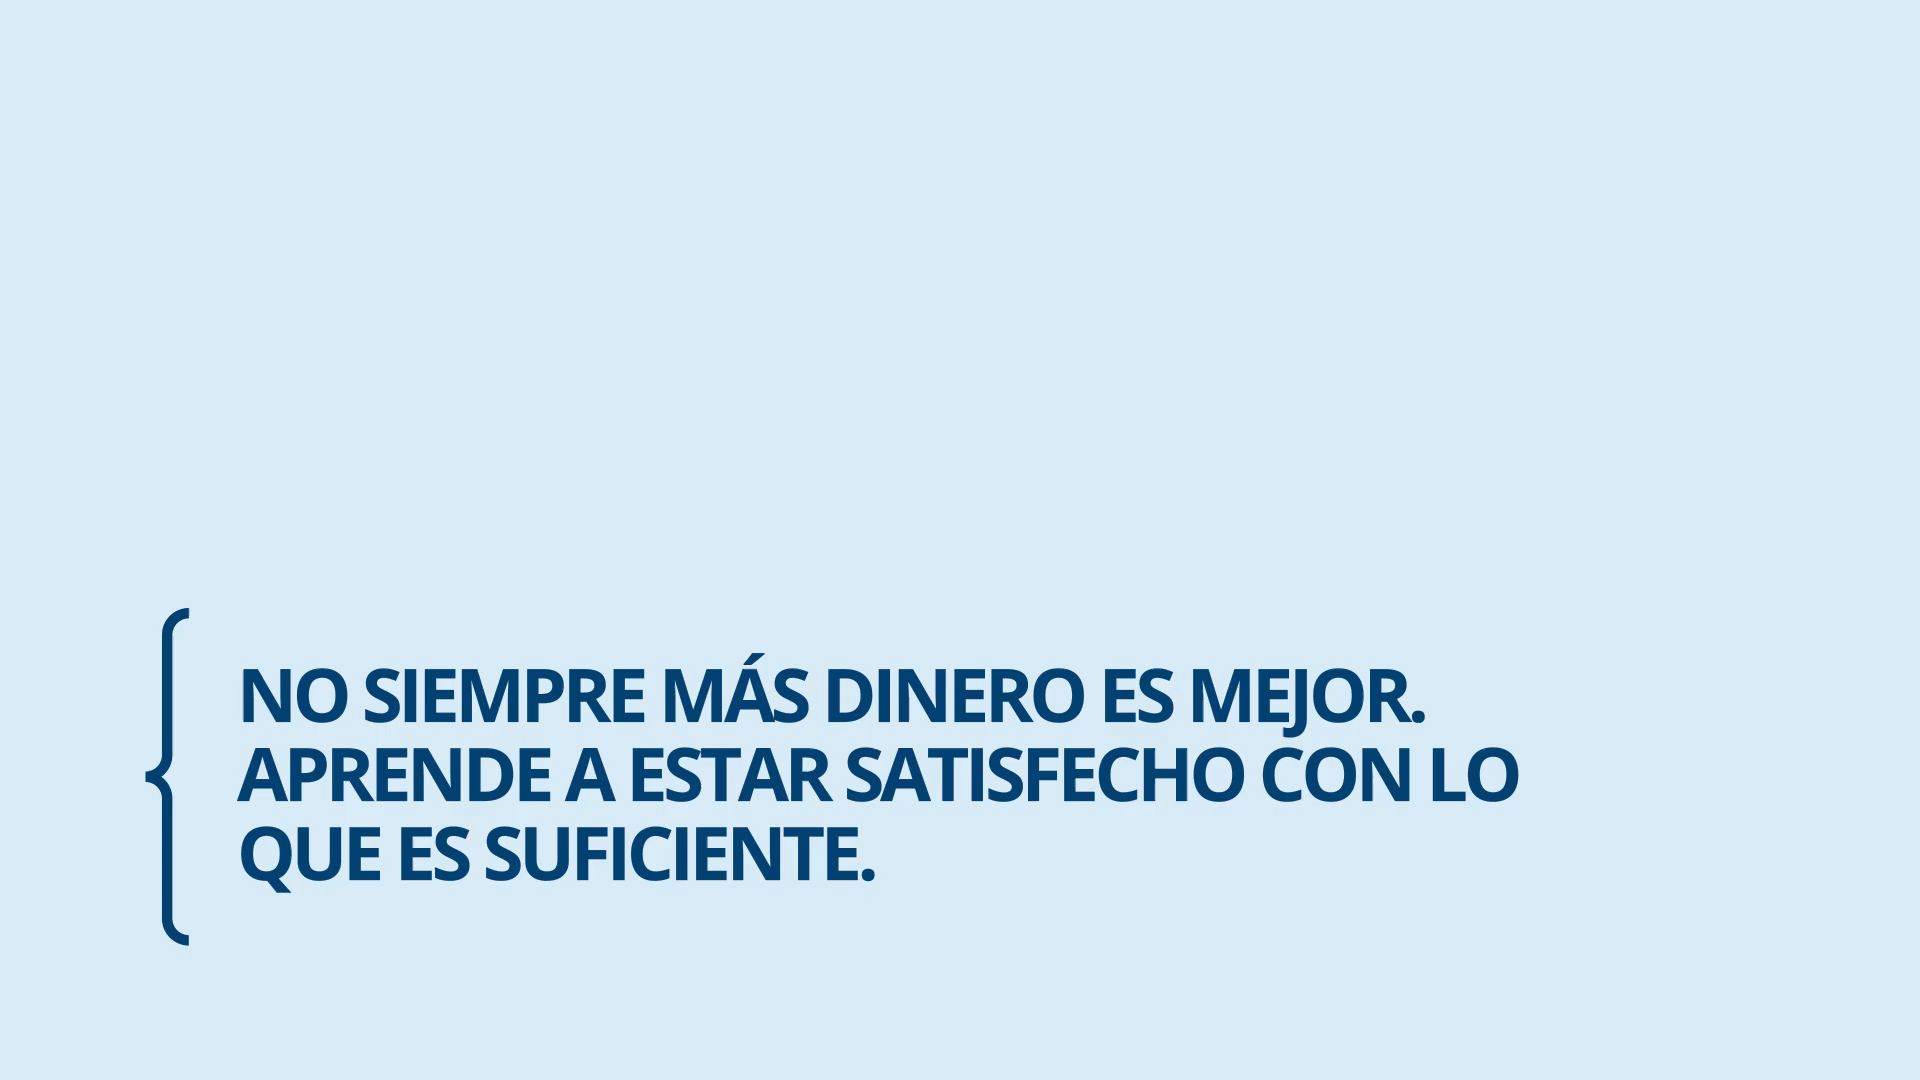 NO SIEMPRE MÁS DINERO ES MEJOR.
APRENDE A ESTAR SATISFECHO CON LO
QUE ES SUFICIENTE.